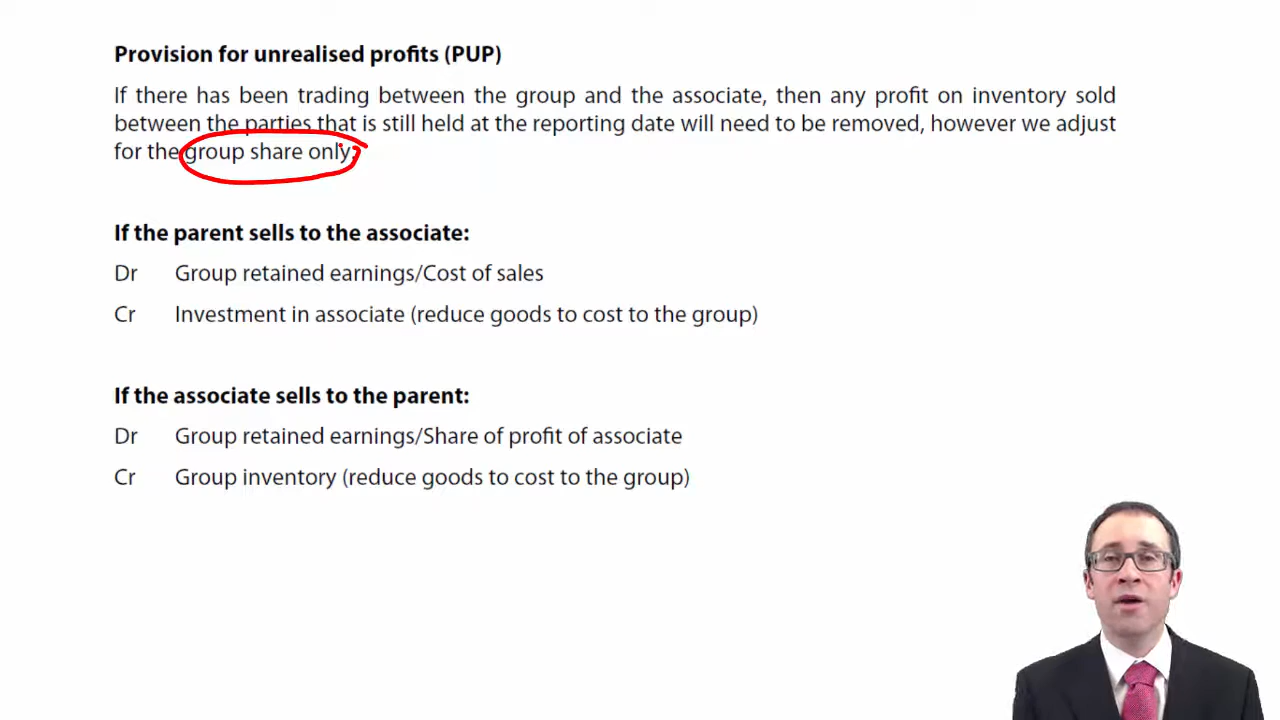 Provision for unrealised profits (PUP)
If there has been trading between the group and the associate, then any profit on inventory sold
between the parties that is still held at the reporting date will need to be removed, however we adjust
for the group share only.
If the parent sells to the associate:
Dr Group retained earnings/Cost of sales
Cr Investment in associate (reduce goods to cost to the group)
If the associate sells to the parent:
Dr Group retained earnings/Share of profit of associate
Cr Group inventory (reduce goods to cost to the group)